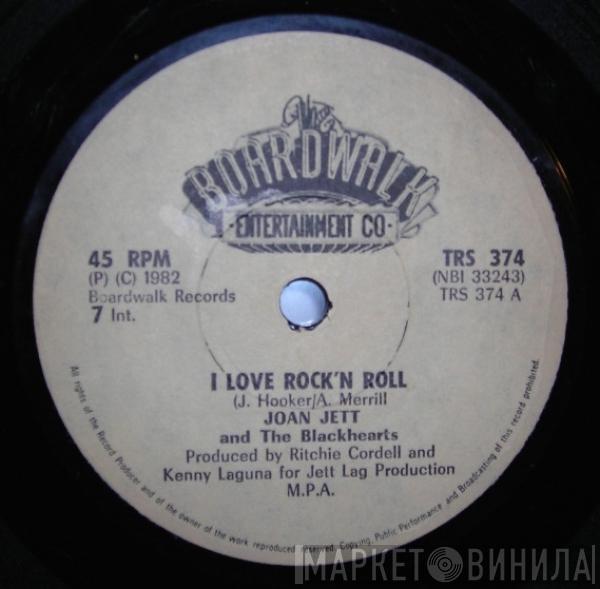 The
BOARDWALK
·ENTERTAINMENT CO·
45 RPM
(P) (C) 1982
Boardwalk Records
7 Int.
TRS 374
(NBI 33243)
TRS 374 A
I LOVE ROCK'N ROLL
(J. Hooker/A. Merrill
JOAN JETT
and The Blackhearts
Produced by Ritchie Cordell and
Kenny Laguna for Jett Lag Production
M.P.A.
All rights of the Record Producer and of the owner of the work reproduced reserved. Copying, Public Performance and Broadcasting of this record prohibited.
МАРКЕТ ВИНИЛА